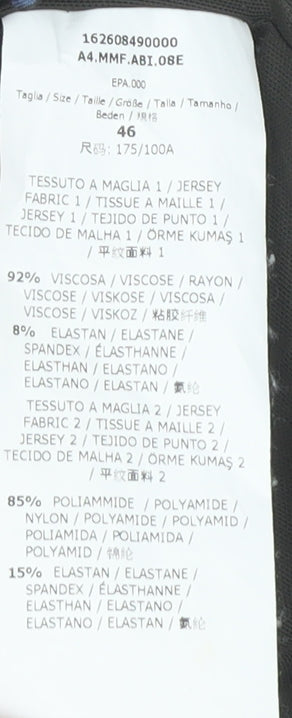 162608490000
A4.MMF.ABI.08E
EPA.000
Taglia / Size / Taille / Größe / Talla / Tamanho /
Beden / 规格
46
尺码: 175/100A
TESSUTO A MAGLIA 1 / JERSEY
FABRIC 1 / TISSUE A MAILLE 1 /
JERSEY 1 / TEJIDO DE PUNTO 1 /
TECIDO DE MALHA 1 / ÖRME KUMAŞ 1
/ 平纹面料 1
92% VISCOSA / VISCOSE / RAYON /
VISCOSE / VISKOSE / VISCOSA /
VISCOSE / VISKOZ / 粘胶纤维
8% ELASTAN / ELASTANE /
SPANDEX / ÉLASTHANNE /
ELASTHAN / ELASTANO /
ELASTANO / ELASTAN / 氨纶
TESSUTO A MAGLIA 2 / JERSEY
FABRIC 2 / TISSUE A MAILLE 2 /
JERSEY 2 / TEJIDO DE PUNTO 2 /
TECIDO DE MALHA 2 / ÖRME KUMAŞ 2
/ 平纹面料 2
85% POLIAMMIDE / POLYAMIDE /
NYLON / POLYAMIDE / POLYAMID /
POLIAMIDA / POLIAMIDA /
POLYAMID / 锦纶
15% ELASTAN / ELASTANE /
SPANDEX / ÉLASTHANNE /
ELASTHAN / ELASTANO /
ELASTANO / ELASTAN / 氨纶